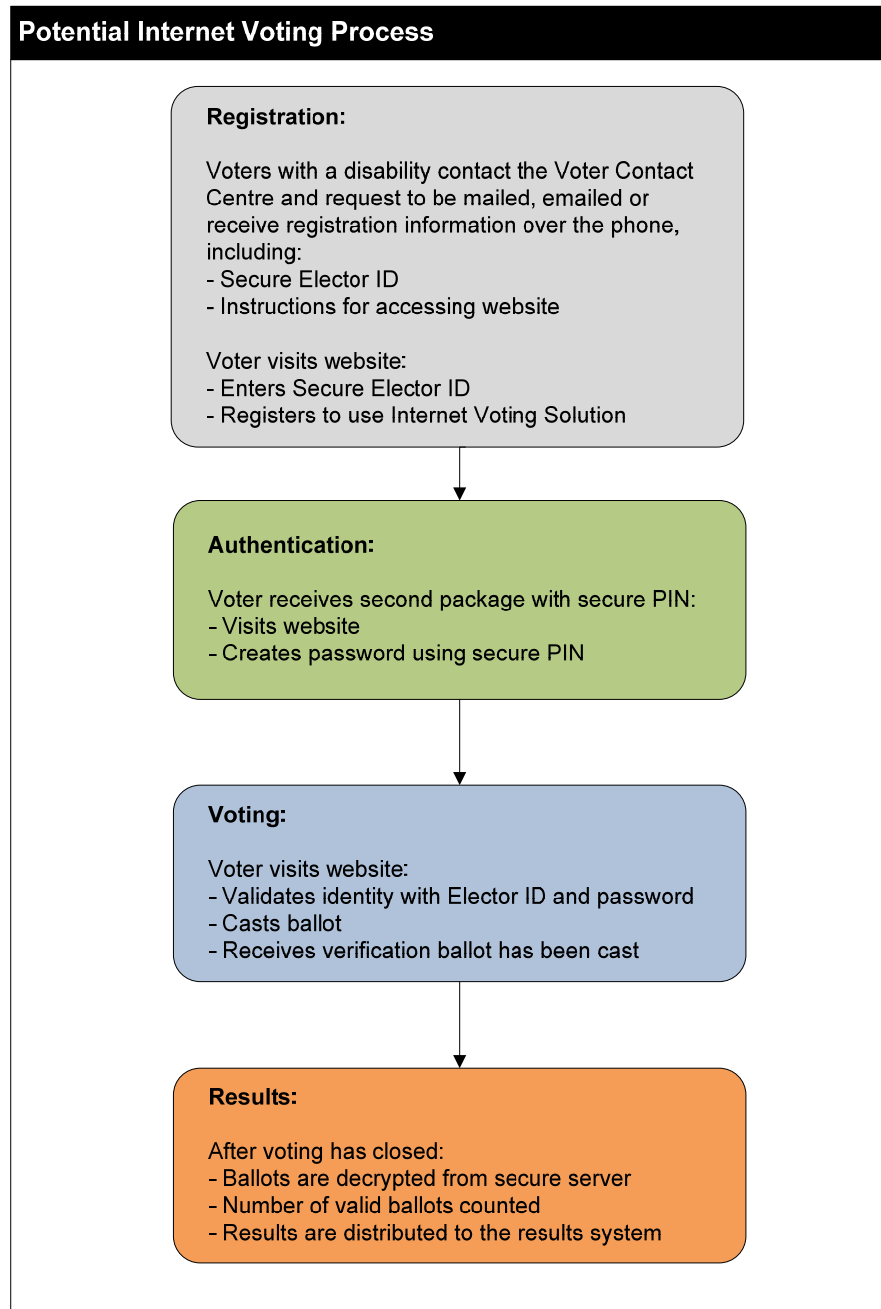 Potential Internet Voting Process
Registration:
Voters with a disability contact the Voter Contact
Centre and request to be mailed, emailed or
receive registration information over the phone,
including:
- Secure Elector ID
- Instructions for accessing website
Voter visits website:
- Enters Secure Elector ID
- Registers to use Internet Voting Solution
Authentication:
Voter receives second package with secure PIN:
- Visits website
- Creates password using secure PIN
Voting:
Voter visits website:
- Validates identity with Elector ID and password
- Casts ballot
- Receives verification ballot has been cast
Results:
After voting has closed:
- Ballots are decrypted from secure server
- Number of valid ballots counted
- Results are distributed to the results system